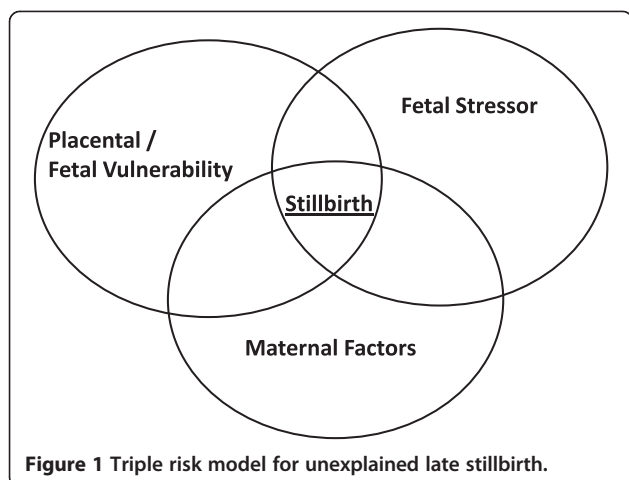 Placental /
Fetal Vulnerability
Fetal Stressor
Stillbirth
Maternal Factors
Figure 1 Triple risk model for unexplained late stillbirth.